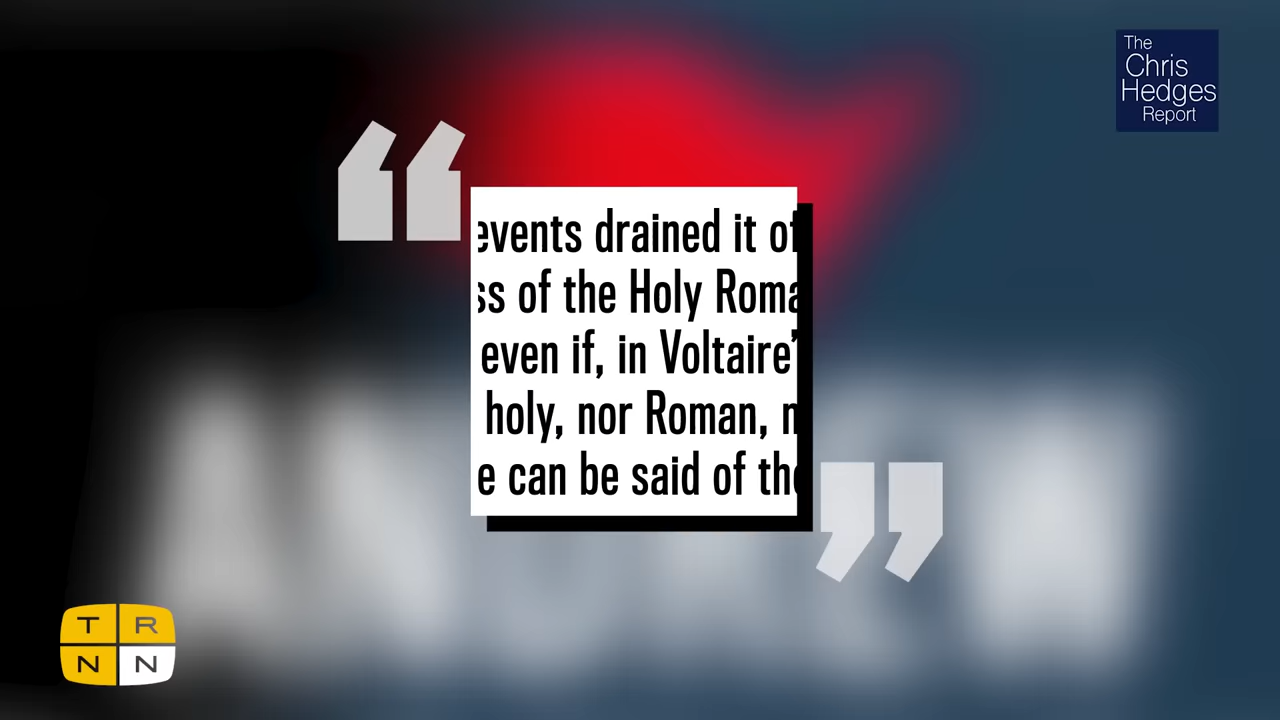 The
Chris
Hedges
Report
“
events drained it of
ss of the Holy Roma
even if, in Voltaire’
holy, nor Roman, n
e can be said of the
”
T R
N N